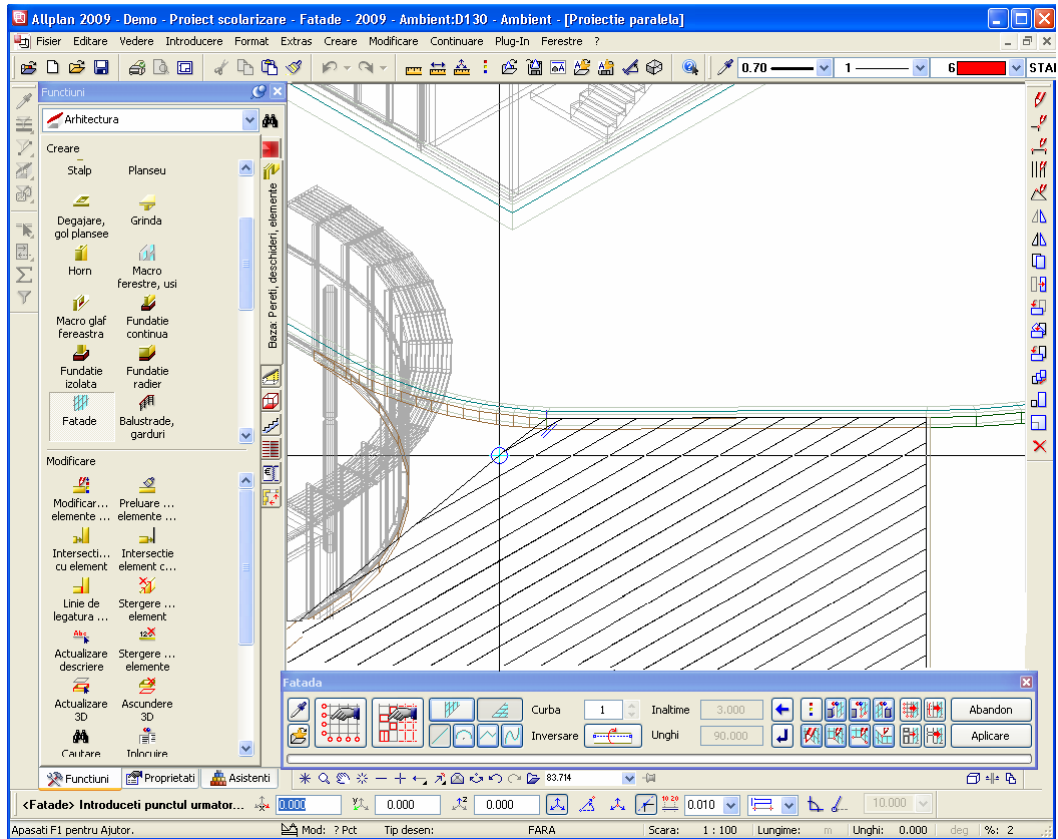 Allplan 2009 - Demo - Proiect scolarizare - Fatade - 2009 - Ambient:D130 - Ambient - [Proiectie paralela]
Fisier Editare Vedere Introducere Format Extras Creare Modificare Continuare Plug-In Ferestre ?
0.70 1 6 STAI
Functiuni
Arhitectura
Creare
Stalp Planseu
Degajare, gol plansee
Grinda
Horn
Macro ferestre, usi
Macro glaf fereastra
Fundatie continua
Fundatie izolata
Fundatie radier
Fatade
Balustrade, garduri
Baza: Pereti, deschideri, elemente
Modificare
Modificar... elemente ...
Preluare ... elemente ...
Intersecti... cu element
Intersectie element c...
Linie de legatura ...
Stergere ... element
Actualizare descriere
Stergere ... elemente
Actualizare 3D
Ascundere 3D
Cautare
Inlocuire
Fatada
Curba 1 Inaltime 3.000 Abandon
Inversare Unghi 90.000 Aplicare
Functiuni Proprietati Asistenti 83.714
<Fatade> Introduceti punctul urmator... 0.000 0.000 0.000 0.010 10.000
Apasati F1 pentru Ajutor. Mod: ? Pct Tip desen: FARA Scara: 1 : 100 Lungime: m Unghi: 0.000 deg %: 2